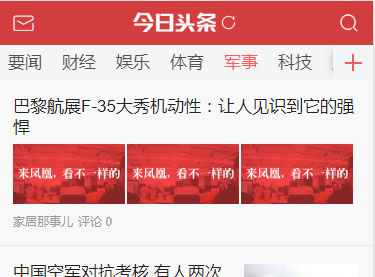 今日头条
要闻 财经 娱乐 体育 军事 科技
巴黎航展F-35大秀机动性：让人见识到它的强
悍
来凤凰，看不一样的 来凤凰，看不一样的 来凤凰，看不一样的
家居那事儿 评论 0
中国空军对抗考核 有人两次